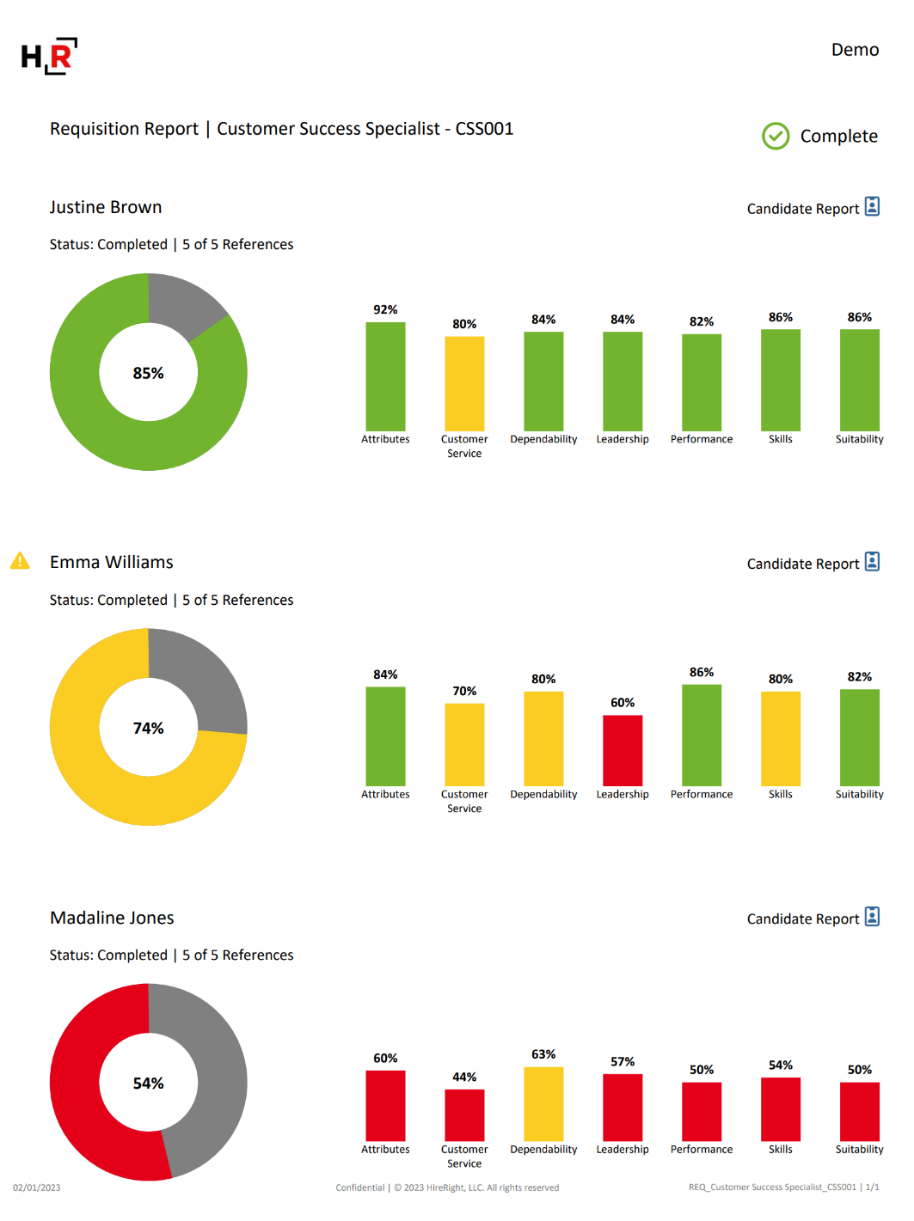 HR
Demo
Requisition Report | Customer Success Specialist - CSS001
Complete
Justine Brown
Candidate Report
Status: Completed | 5 of 5 References
85%
92%
80%
84%
84%
82%
86%
86%
Attributes
Customer
Service
Dependability
Leadership
Performance
Skills
Suitability
Emma Williams
Candidate Report
Status: Completed | 5 of 5 References
74%
84%
70%
80%
60%
86%
80%
82%
Attributes
Customer
Service
Dependability
Leadership
Performance
Skills
Suitability
Madaline Jones
Candidate Report
Status: Completed | 5 of 5 References
54%
60%
44%
63%
57%
50%
54%
50%
Attributes
Customer
Service
Dependability
Leadership
Performance
Skills
Suitability
02/01/2023
Confidential | © 2023 HireRight, LLC. All rights reserved
REQ_Customer Success Specialist_CSS001 | 1/1